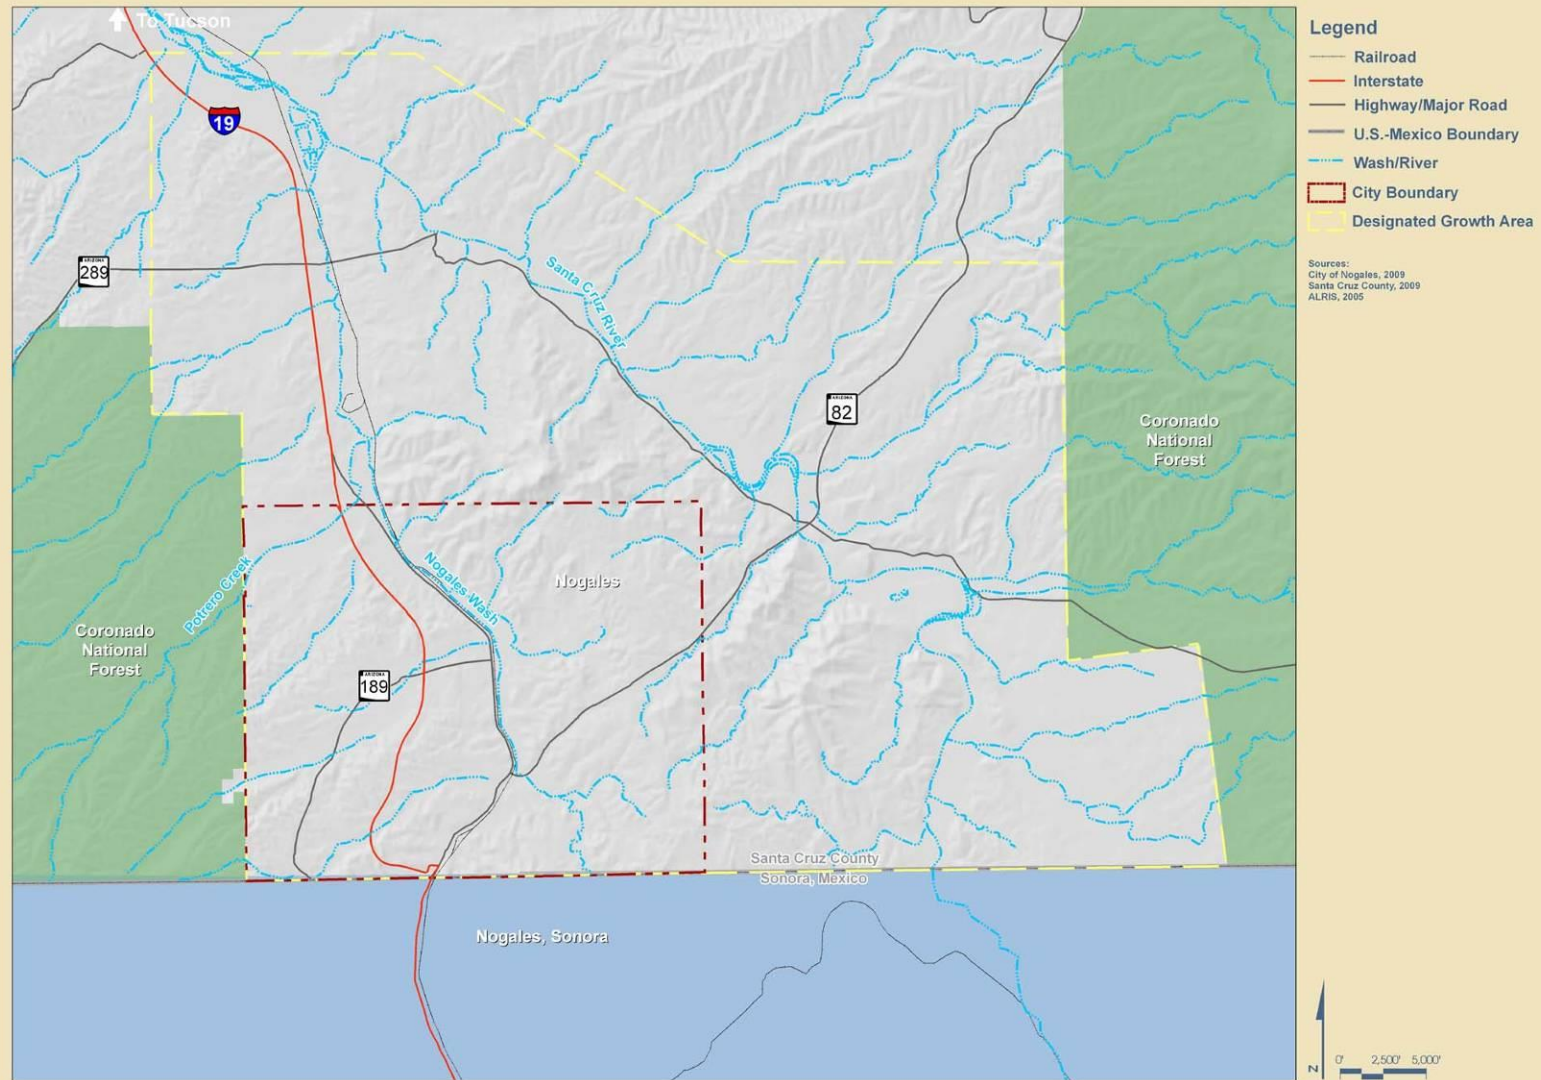 To Tucson
19
ARIZONA
289
Santa Cruz River
ARIZONA
82
Coronado
National
Forest
Nogales Wash
Nogales
Potrero Creek
Coronado
National
Forest
ARIZONA
189
Santa Cruz County
Sonora, Mexico
Nogales, Sonora
Legend
Railroad
Interstate
Highway/Major Road
U.S.-Mexico Boundary
Wash/River
City Boundary
Designated Growth Area
Sources:
City of Nogales, 2009
Santa Cruz County, 2009
ALRIS, 2005
N
0' 2,500' 5,000'